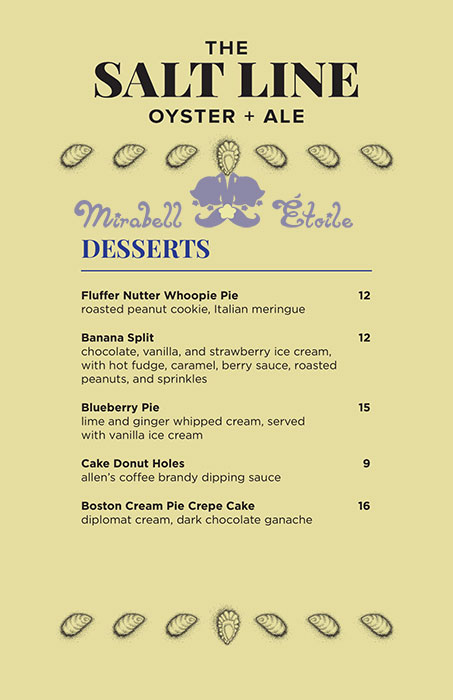 THE
SALT LINE
OYSTER + ALE
Mirabell Étoile
DESSERTS
Fluffer Nutter Whoopie Pie 12
roasted peanut cookie, Italian meringue
Banana Split 12
chocolate, vanilla, and strawberry ice cream,
with hot fudge, caramel, berry sauce, roasted
peanuts, and sprinkles
Blueberry Pie 15
lime and ginger whipped cream, served
with vanilla ice cream
Cake Donut Holes 9
allen's coffee brandy dipping sauce
Boston Cream Pie Crepe Cake 16
diplomat cream, dark chocolate ganache